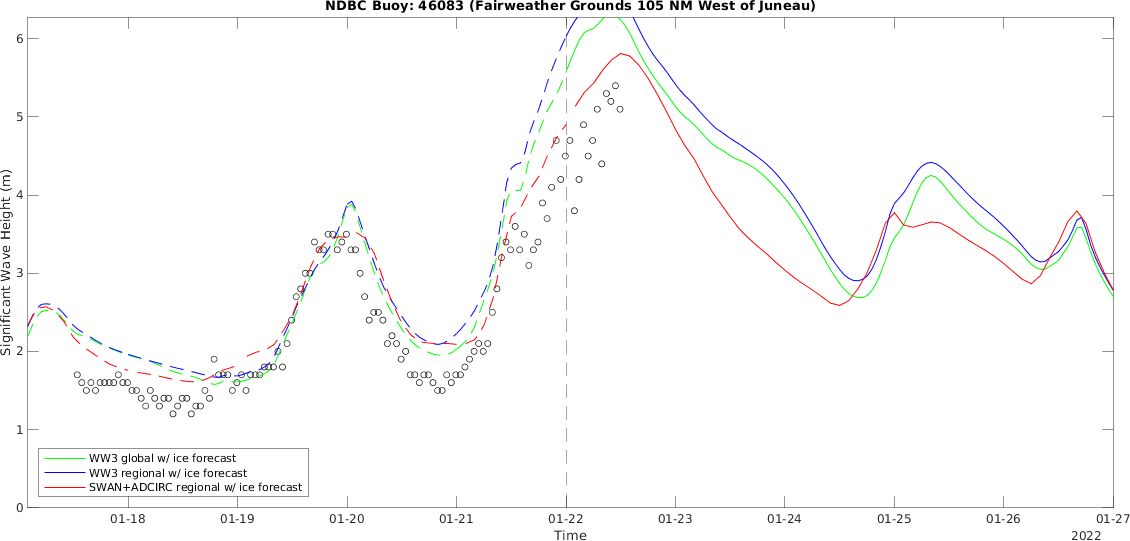 NDBC Buoy: 46083 (Fairweather Grounds 105 NM West of Juneau)
Significant Wave Height (m)
6
5
4
3
2
1
0
WW3 global w/ ice forecast
WW3 regional w/ ice forecast
SWAN+ADCIRC regional w/ ice forecast
01-18 01-19 01-20 01-21 01-22 01-23 01-24 01-25 01-26 01-27
Time
2022